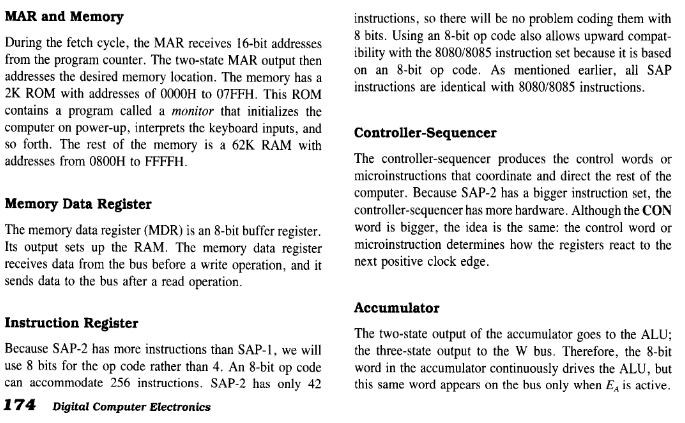 MAR and Memory
During the fetch cycle, the MAR receives 16-bit addresses
from the program counter. The two-state MAR output then
addresses the desired memory location. The memory has a
2K ROM with addresses of 0000H to 07FFH. This ROM
contains a program called a monitor that initializes the
computer on power-up, interprets the keyboard inputs, and
so forth. The rest of the memory is a 62K RAM with
addresses from 0800H to FFFFH.
Memory Data Register
The memory data register (MDR) is an 8-bit buffer register.
Its output sets up the RAM. The memory data register
receives data from the bus before a write operation, and it
sends data to the bus after a read operation.
Instruction Register
Because SAP-2 has more instructions than SAP-1, we will
use 8 bits for the op code rather than 4. An 8-bit op code
can accommodate 256 instructions. SAP-2 has only 42
instructions, so there will be no problem coding them with
8 bits. Using an 8-bit op code also allows upward compat-
ibility with the 8080/8085 instruction set because it is based
on an 8-bit op code. As mentioned earlier, all SAP
instructions are identical with 8080/8085 instructions.
Controller-Sequencer
The controller-sequencer produces the control words or
microinstructions that coordinate and direct the rest of the
computer. Because SAP-2 has a bigger instruction set, the
controller-sequencer has more hardware. Although the CON
word is bigger, the idea is the same: the control word or
microinstruction determines how the registers react to the
next positive clock edge.
Accumulator
The two-state output of the accumulator goes to the ALU;
the three-state output to the W bus. Therefore, the 8-bit
word in the accumulator continuously drives the ALU, but
this same word appears on the bus only when EA is active.
174 Digital Computer Electronics